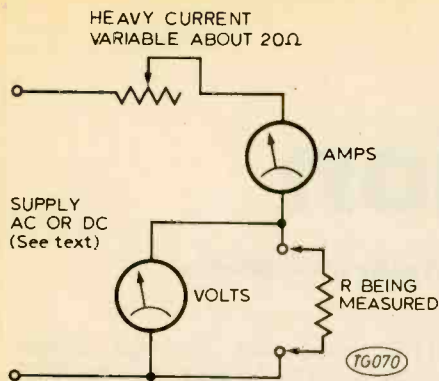 HEAVY CURRENT
VARIABLE ABOUT 20Ω
AMPS
SUPPLY
AC OR DC
(See text)
VOLTS
R BEING
MEASURED
TG070